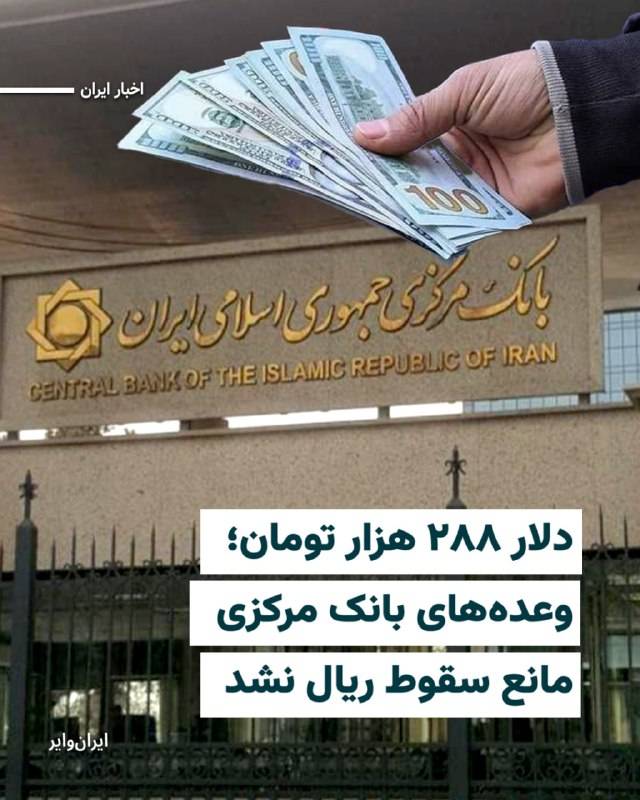 اخبار ایران
100
بانک مرکزی جمهوری اسلامی ایران
CENTRAL BANK OF THE ISLAMIC REPUBLIC OF IRAN
دلار ۲۸۸ هزار تومان؛
وعده‌های بانک مرکزی
مانع سقوط ریال نشد
ایران‌وایر